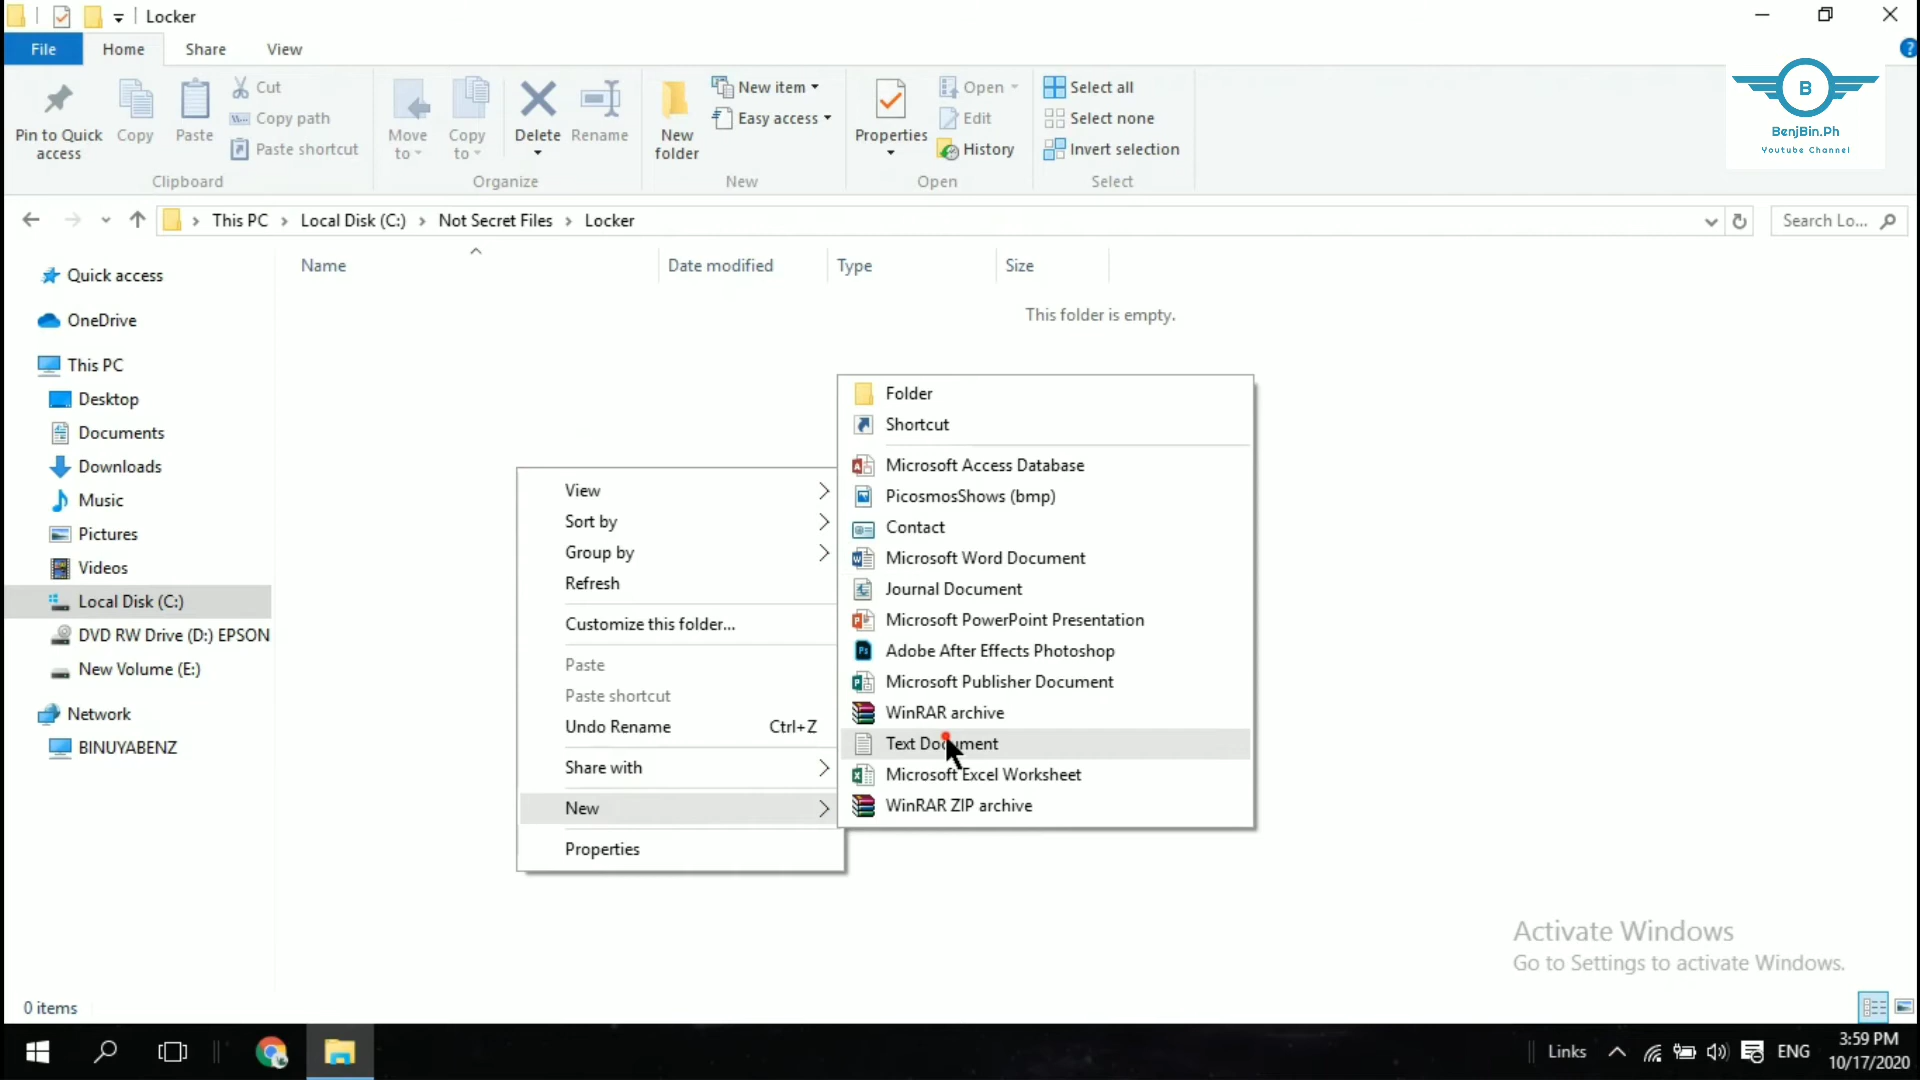 Locker
File
Home
Share
View
Pin to Quick access
Copy
Paste
Cut
Copy path
Paste shortcut
Clipboard
Move to
Copy to
Delete
Rename
Organize
New folder
New item
Easy access
New
Properties
Open
Edit
History
Open
Select all
Select none
Invert selection
Select
B
BenjBin.Ph
Youtube Channel
This PC > Local Disk (C:) > Not Secret Files > Locker
Search Lo...
Name
Date modified
Type
Size
This folder is empty.
Quick access
OneDrive
This PC
Desktop
Documents
Downloads
Music
Pictures
Videos
Local Disk (C:)
DVD RW Drive (D:) EPSON
New Volume (E:)
Network
BINUYABENZ
View
Sort by
Group by
Refresh
Customize this folder...
Paste
Paste shortcut
Undo Rename Ctrl+Z
Share with
New
Properties
Folder
Shortcut
Microsoft Access Database
PicosmosShows (bmp)
Contact
Microsoft Word Document
Journal Document
Microsoft PowerPoint Presentation
Adobe After Effects Photoshop
Microsoft Publisher Document
WinRAR archive
Text Document
Microsoft Excel Worksheet
WinRAR ZIP archive
Activate Windows
Go to Settings to activate Windows.
0 items
Links
ENG
3:59 PM
10/17/2020